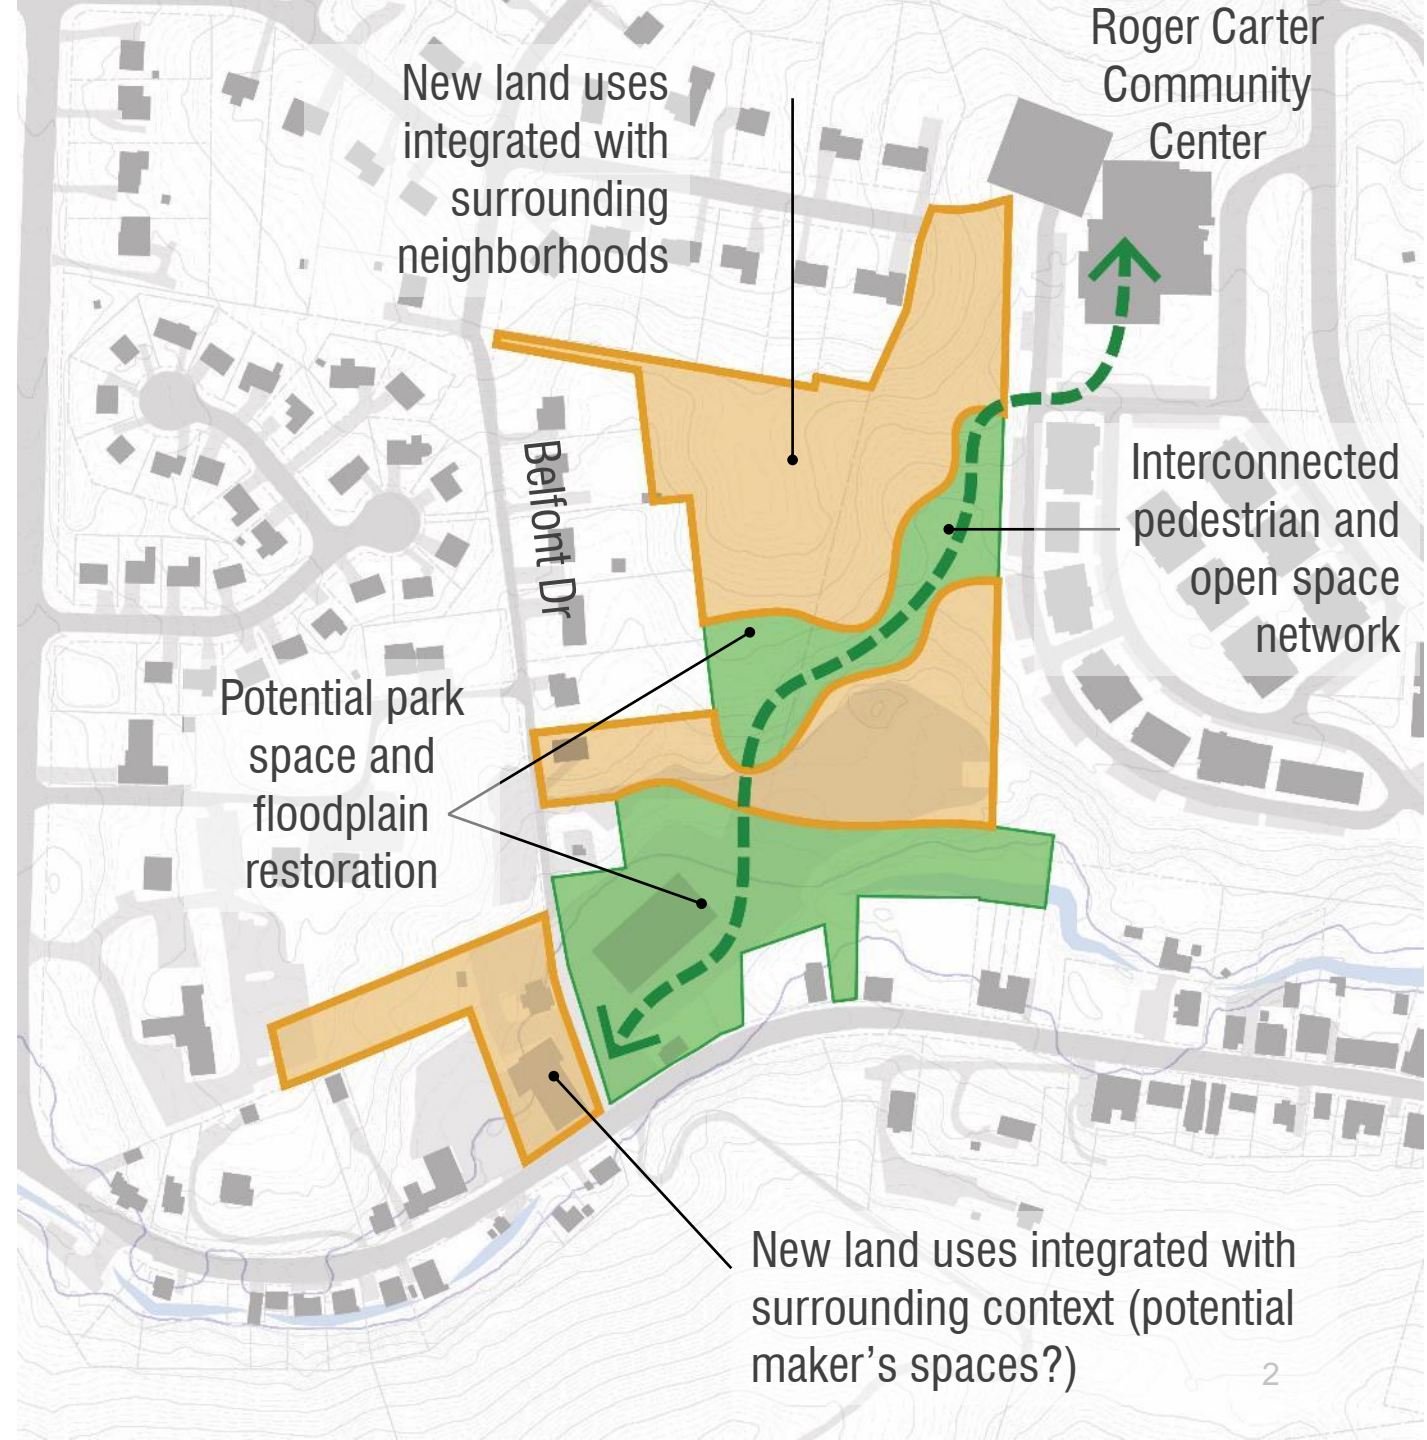 Roger Carter
Community
Center
New land uses
integrated with
surrounding
neighborhoods
Belfont Dr
Interconnected
pedestrian and
open space
network
Potential park
space and
floodplain
restoration
New land uses integrated with
surrounding context (potential
maker’s spaces?)
2